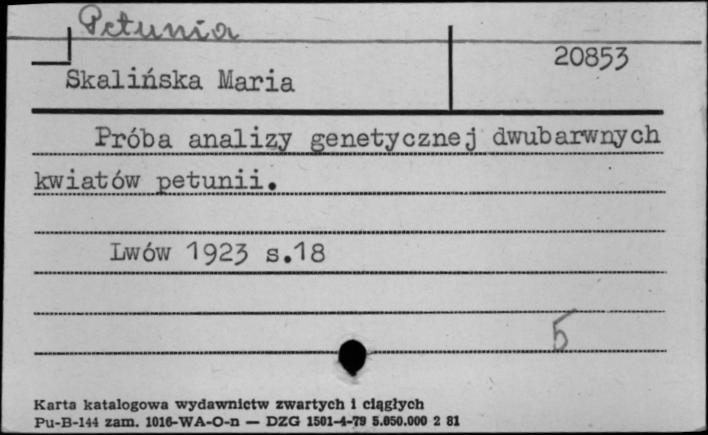 Petunia
20853
Skalińska Maria
Próba analizy genetycznej dwubarwnych
kwiatów petunii.
Lwów 1923 s.18
5
Karta katalogowa wydawnictw zwartych i ciągłych
Pu-B-144 zam. 1016-WA-O-n — DZG 1501-4-79 5.050.000 2 81